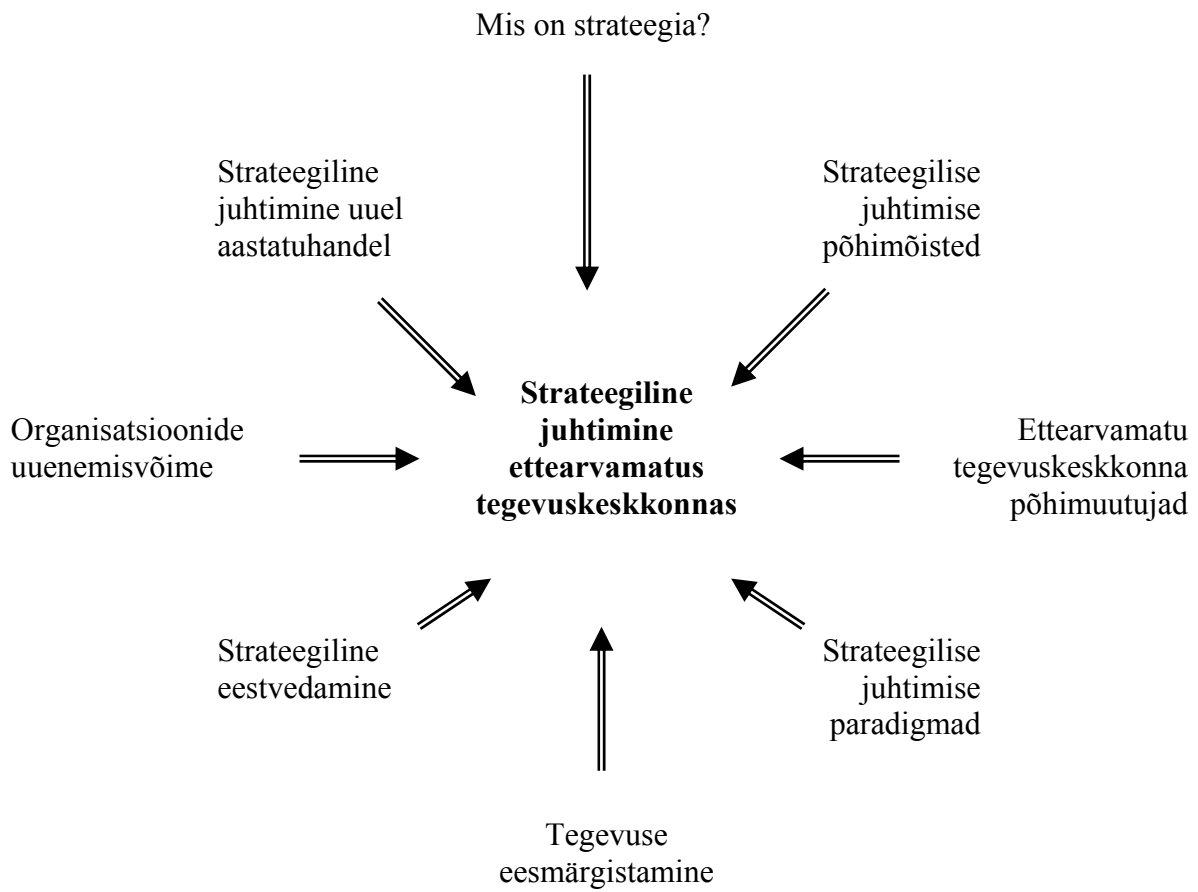 Mis on strateegia?
Strateegiline
juhtimine uuel
aastatuhandel
Strateegilise
juhtimise
põhimõisted
Organisatsioonide
uuenemisvõime
Strateegiline
juhtimine
ettearvamatus
tegevuskeskkonnas
Ettearvamatu
tegevuskeskkonna
põhimuutujad
Strateegiline
eestvedamine
Strateegilise
juhtimise
paradigmad
Tegevuse
eesmärgistamine